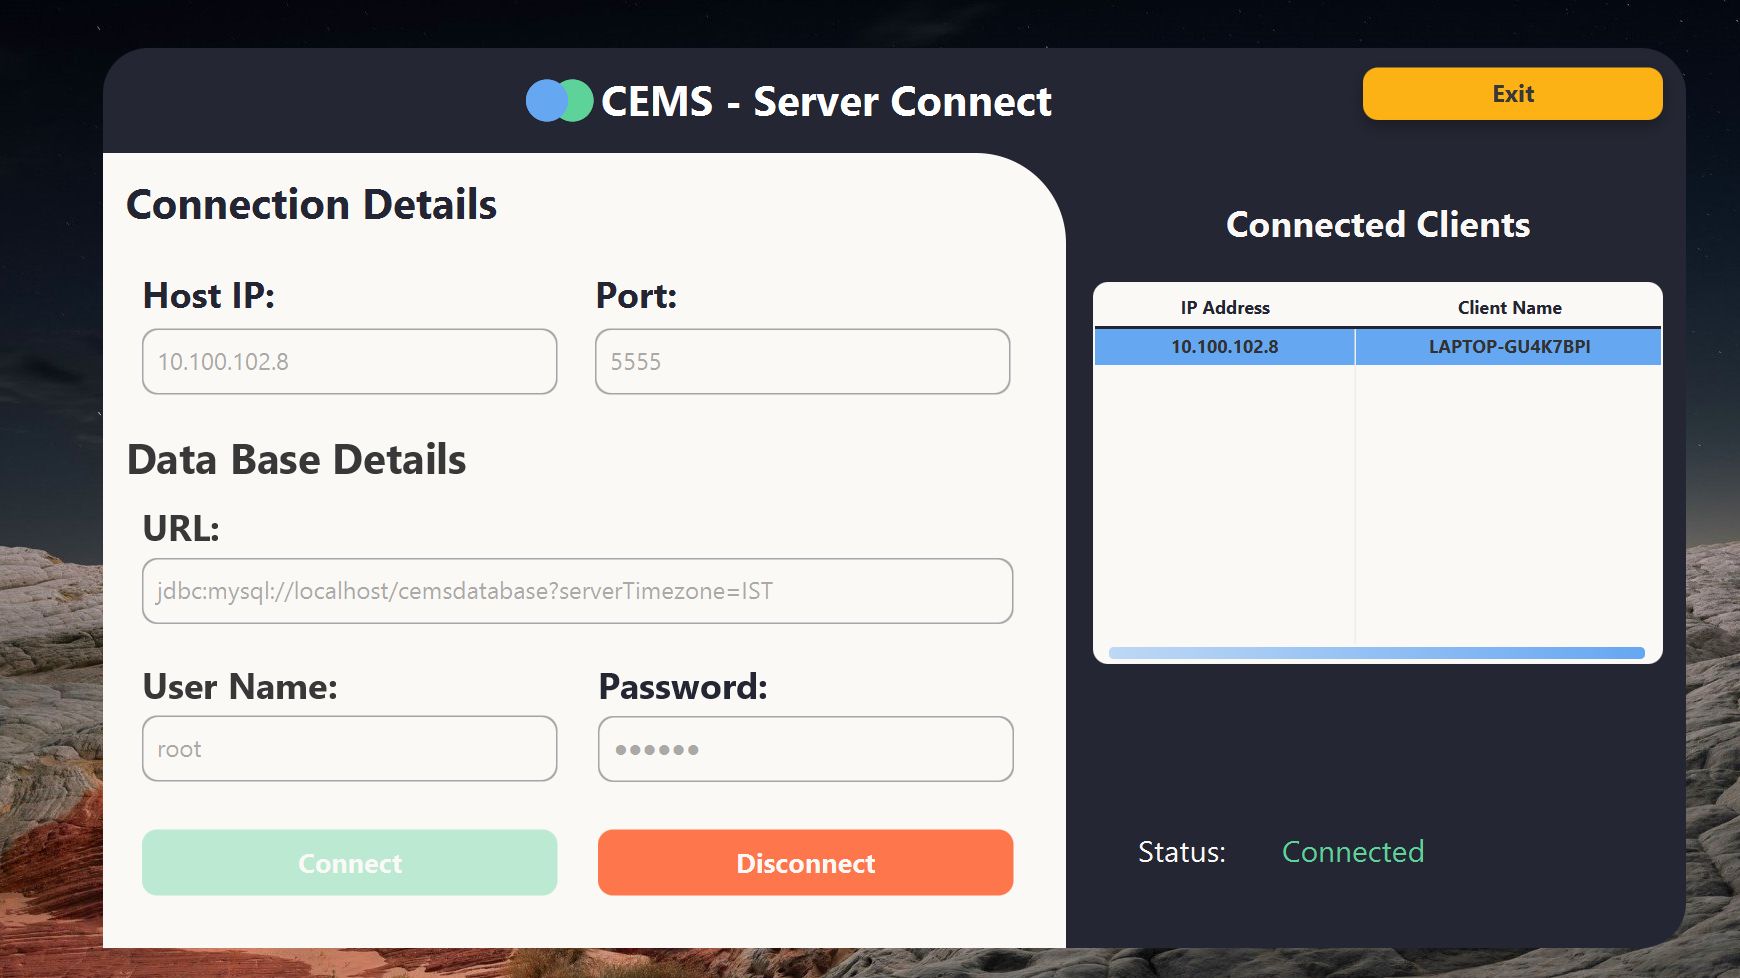 CEMS - Server Connect
Exit
Connection Details
Host IP:
Port:
10.100.102.8
5555
Data Base Details
URL:
jdbc:mysql://localhost/cemsdatabase?serverTimezone=IST
User Name:
Password:
root
●●●●●●
Connect
Disconnect
Connected Clients
IP Address
Client Name
10.100.102.8
LAPTOP-GU4K7BPI
Status:
Connected